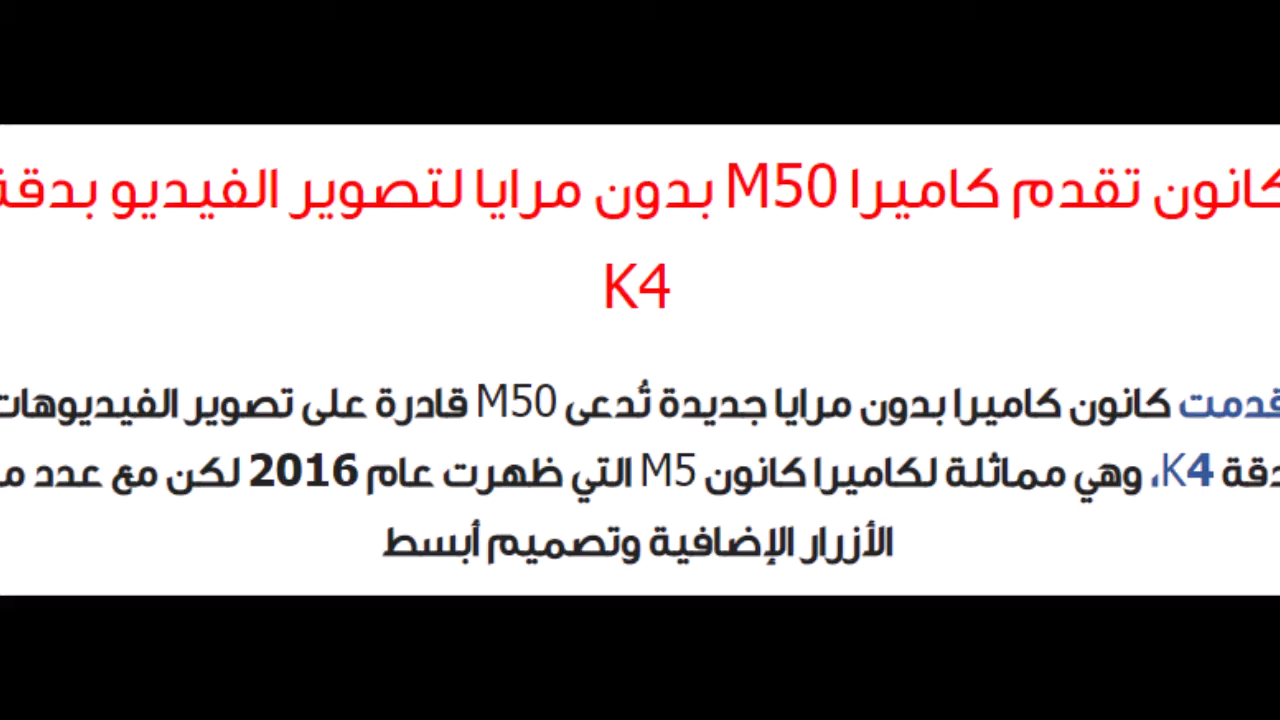 كانون تقدم كاميرا M50 بدون مرايا لتصوير الفيديو بدقة
K4
قدمت كانون كاميرا بدون مرايا جديدة تُدعى M50 قادرة على تصوير الفيديوهات
دقة K4، وهي مماثلة لكاميرا كانون M5 التي ظهرت عام 2016 لكن مع عدد م
الأزرار الإضافية وتصميم أبسط